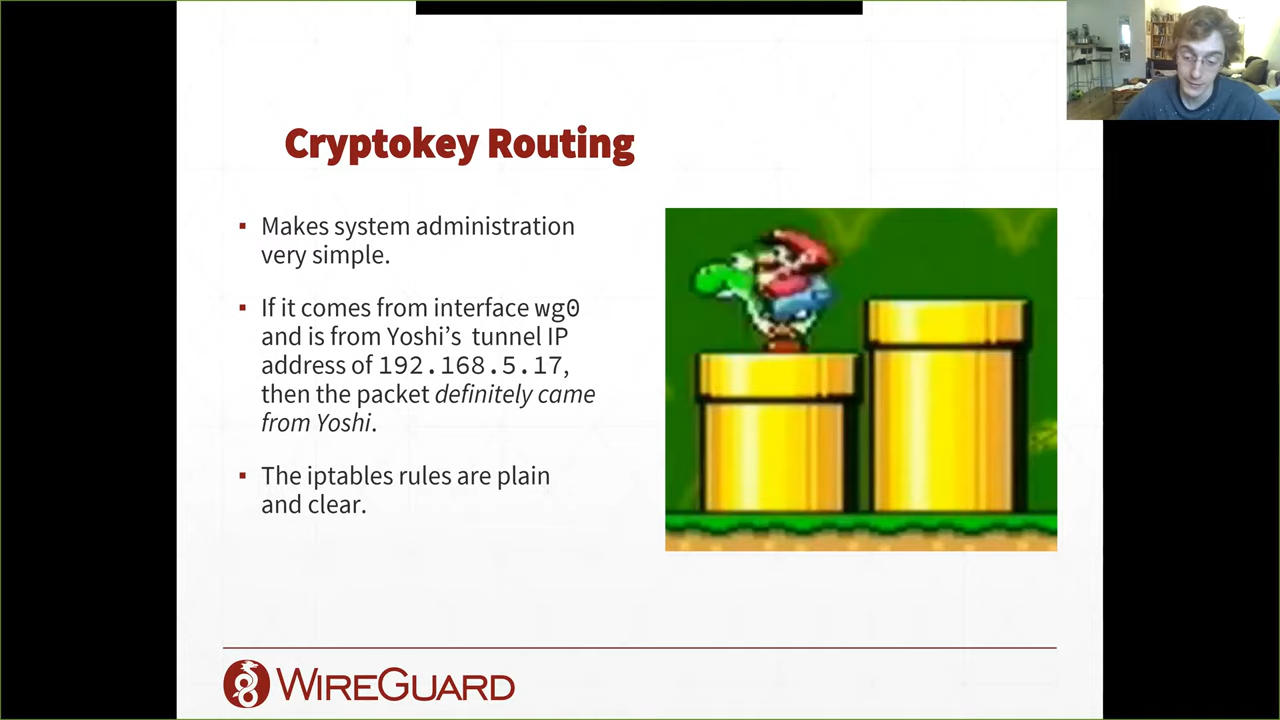 Cryptokey Routing
▪ Makes system administration
very simple.
▪ If it comes from interface wg0
and is from Yoshi’s tunnel IP
address of 192.168.5.17,
then the packet definitely came
from Yoshi.
▪ The iptables rules are plain
and clear.
WIREGUARD